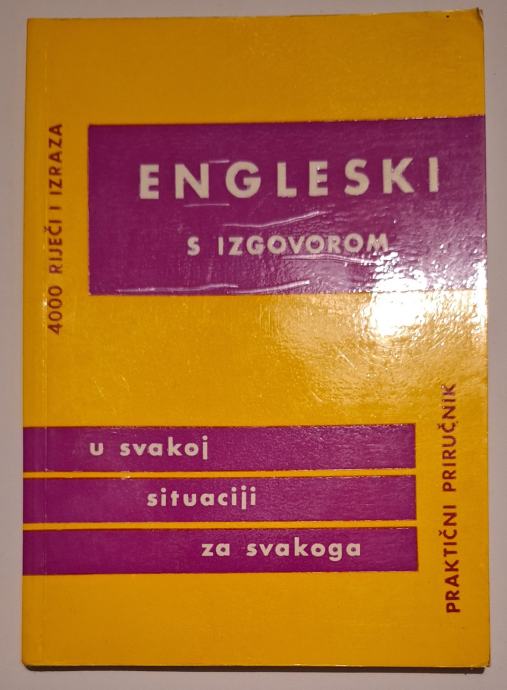 4000 RIJEČI I IZRAZA
ENGLESKI
S IZGOVOROM
u svakoj
situaciji
za svakoga
PRAKTIČNI PRIRUČNIK